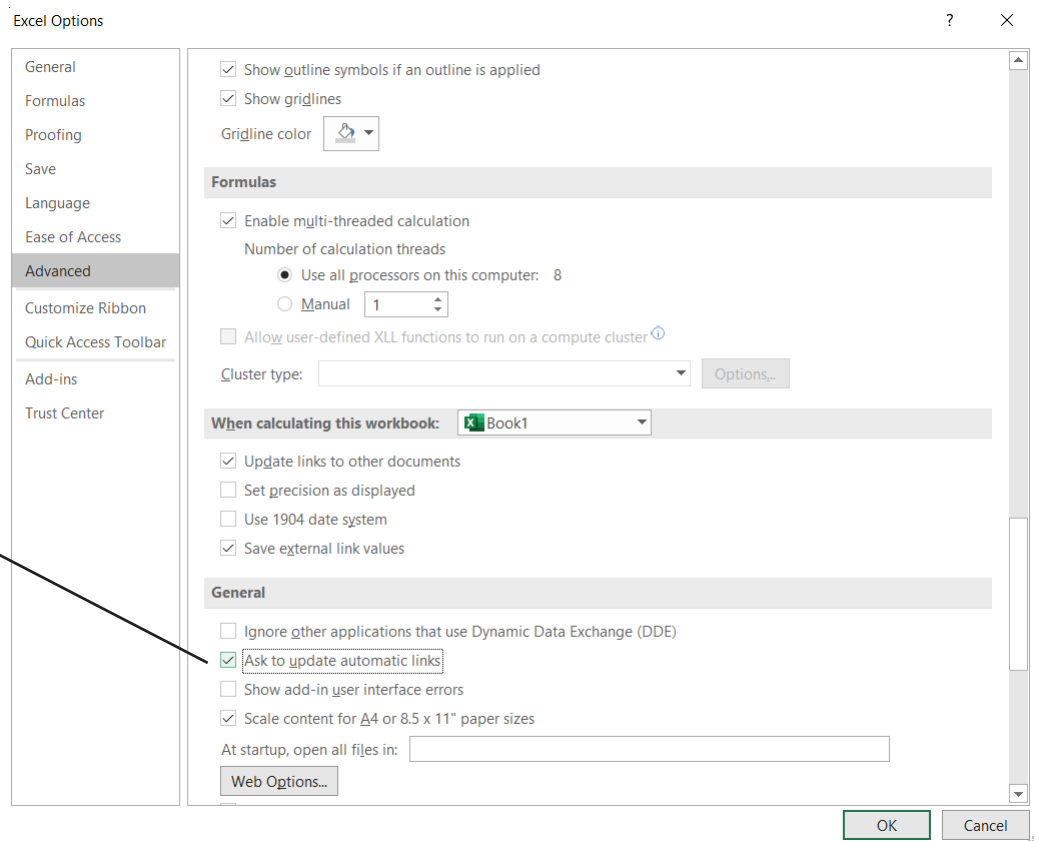 Excel Options
?
General
Formulas
Proofing
Save
Language
Ease of Access
Advanced
Customize Ribbon
Quick Access Toolbar
Add-ins
Trust Center
Show outline symbols if an outline is applied
Show gridlines
Gridline color
Formulas
Enable multi-threaded calculation
Number of calculation threads
Use all processors on this computer: 8
Manual 1
Allow user-defined XLL functions to run on a compute cluster
Cluster type: Options...
When calculating this workbook: Book1
Update links to other documents
Set precision as displayed
Use 1904 date system
Save external link values
General
Ignore other applications that use Dynamic Data Exchange (DDE)
Ask to update automatic links
Show add-in user interface errors
Scale content for A4 or 8.5 x 11" paper sizes
At startup, open all files in:
Web Options...
OK Cancel